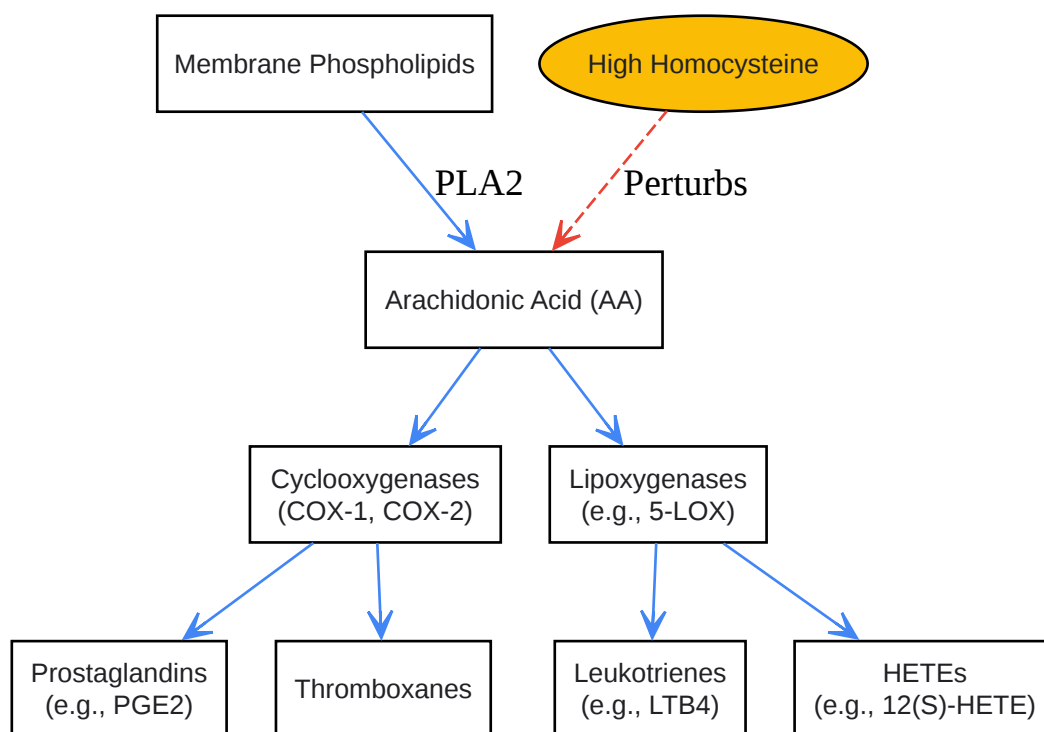 Membrane Phospholipids
High Homocysteine
PLA2
Perturbs
Arachidonic Acid (AA)
Cyclooxygenases
(COX-1, COX-2)
Lipoxygenases
(e.g., 5-LOX)
Prostaglandins
(e.g., PGE2)
Thromboxanes
Leukotrienes
(e.g., LTB4)
HETEs
(e.g., 12(S)-HETE)